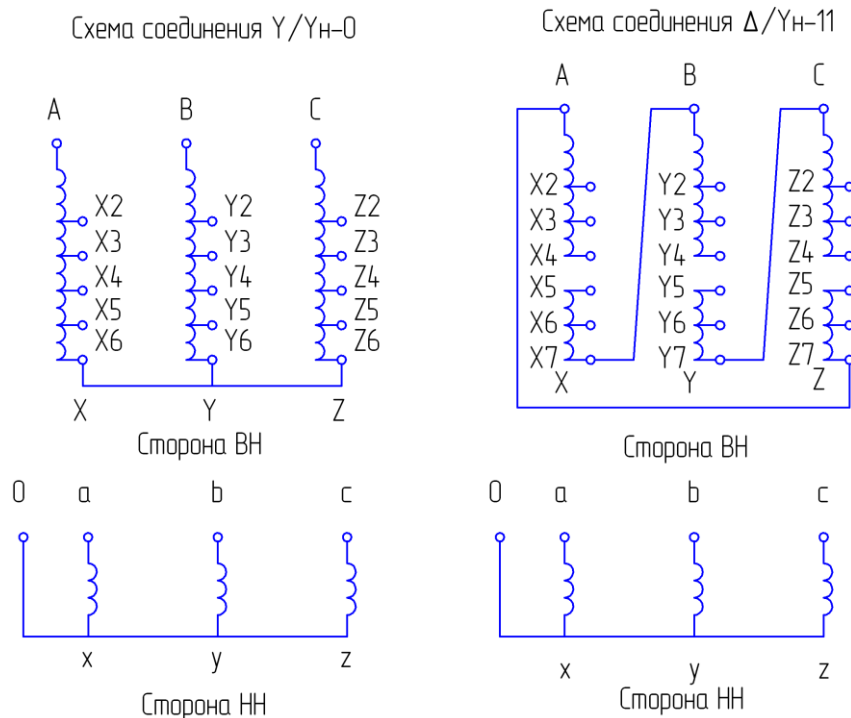 Схема соединения Y/Yн-0
A B C
X2 Y2 Z2
X3 Y3 Z3
X4 Y4 Z4
X5 Y5 Z5
X6 Y6 Z6
X Y Z
Сторона ВН
0 a b c
x y z
Сторона НН
Схема соединения Δ/Yн-11
A B C
X2 Y2 Z2
X3 Y3 Z3
X4 Y4 Z4
X5 Y5 Z5
X6 Y6 Z6
X7 Y7 Z7
X Y Z
Сторона ВН
0 a b c
x y z
Сторона НН